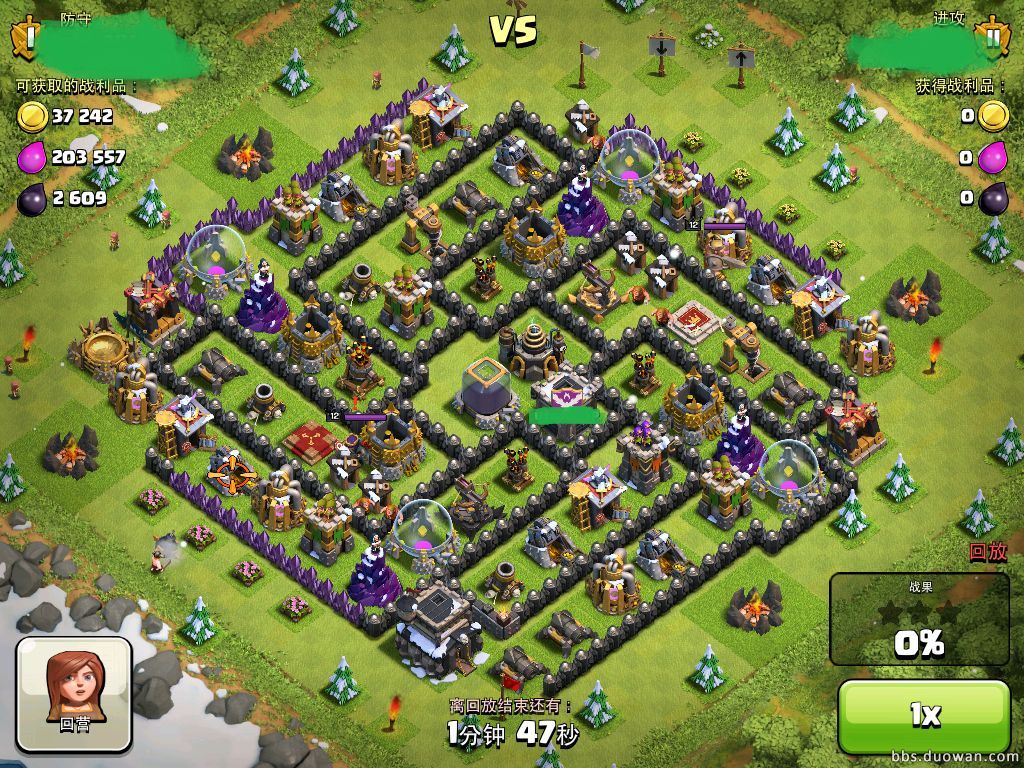 防守
VS
进攻
可获取的战利品：
37 242
203 557
2 609
获得战利品：
0
0
0
12
12
回放
战果
0%
回营
离回放结束还有：
1分钟 47秒
1x
bbs.duowan.com